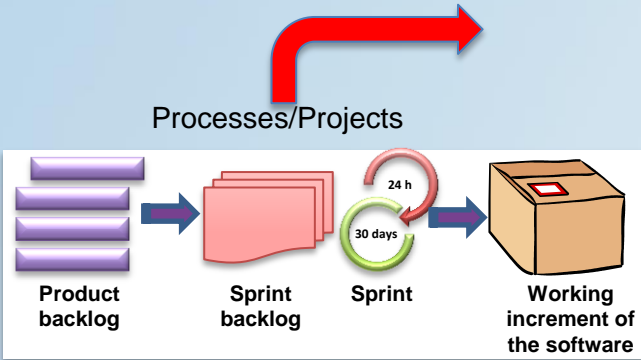 Processes/Projects
24 h
30 days
Product
backlog
Sprint
backlog
Sprint
Working
increment of
the software